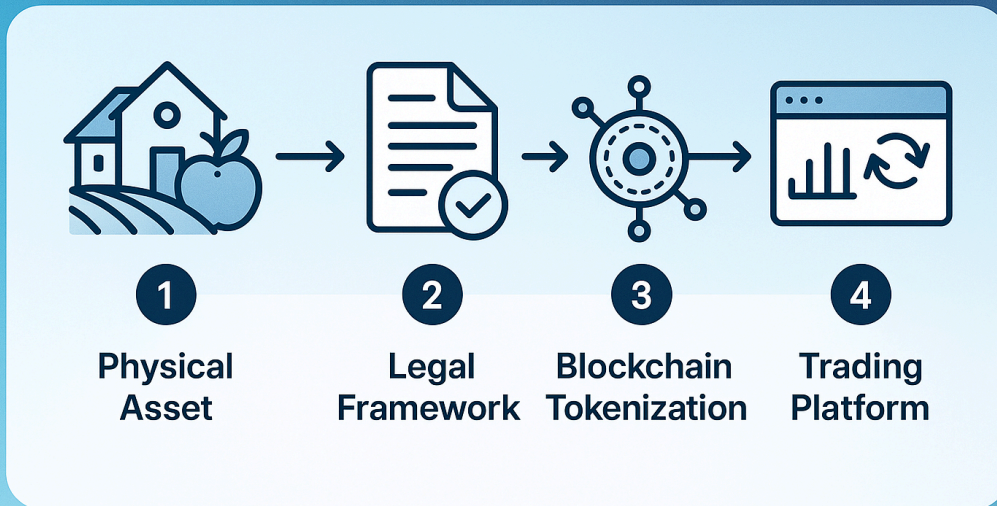 1
Physical
Asset
2
Legal
Framework
3
Blockchain
Tokenization
4
Trading
Platform